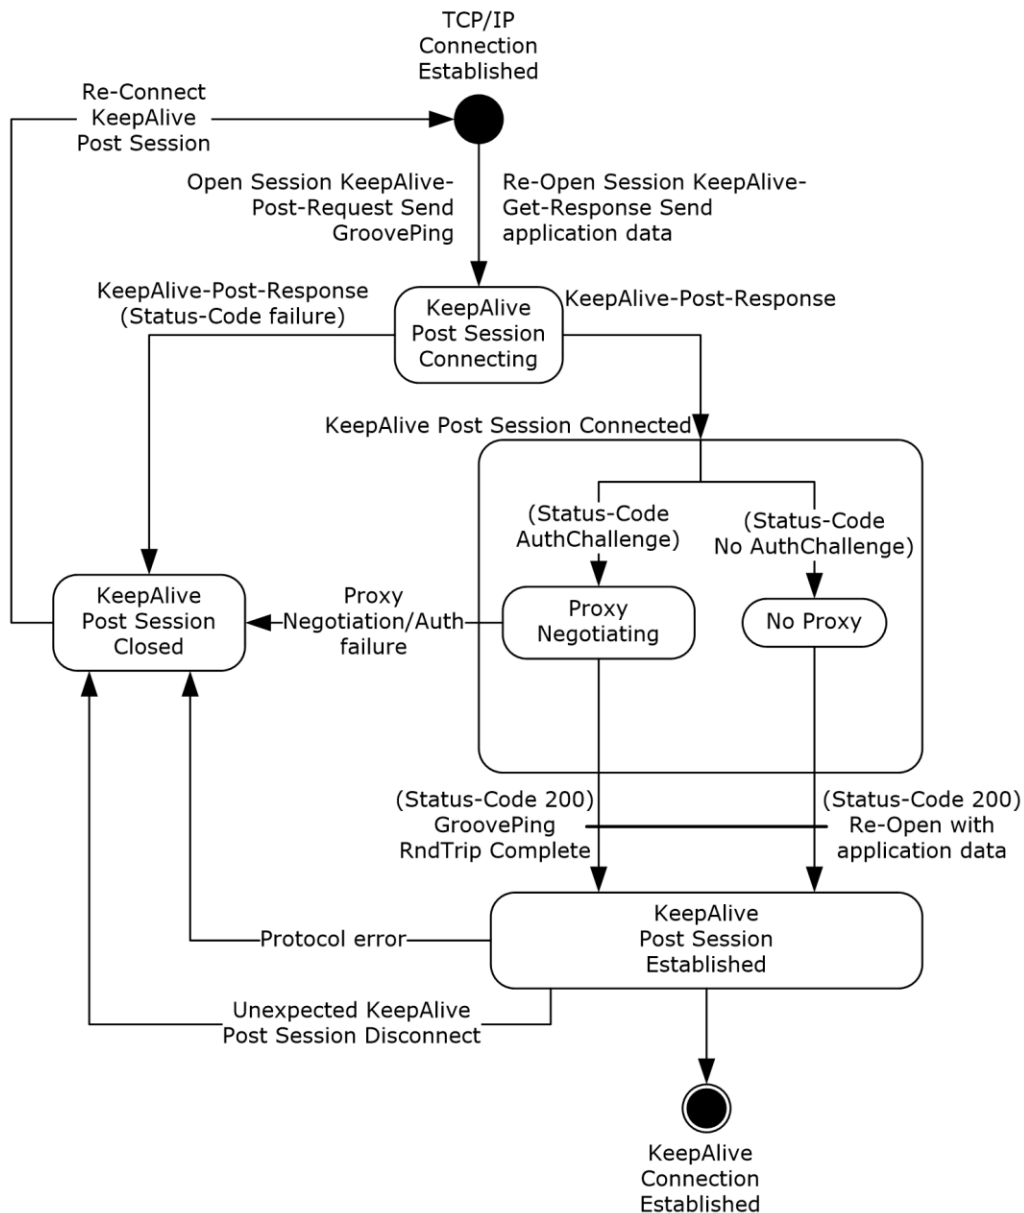 TCP/IP
Connection
Established
Re-Connect
KeepAlive
Post Session
Open Session KeepAlive-
Post-Request Send
GroovePing
Re-Open Session KeepAlive-
Get-Response Send
application data
KeepAlive-Post-Response
(Status-Code failure)
KeepAlive
Post Session
Connecting
KeepAlive-Post-Response
KeepAlive Post Session Connected
(Status-Code
AuthChallenge)
(Status-Code
No AuthChallenge)
KeepAlive
Post Session
Closed
Proxy
Negotiation/Auth
failure
Proxy
Negotiating
No Proxy
(Status-Code 200)
GroovePing
RndTrip Complete
(Status-Code 200)
Re-Open with
application data
KeepAlive
Post Session
Established
Protocol error
Unexpected KeepAlive
Post Session Disconnect
KeepAlive
Connection
Established